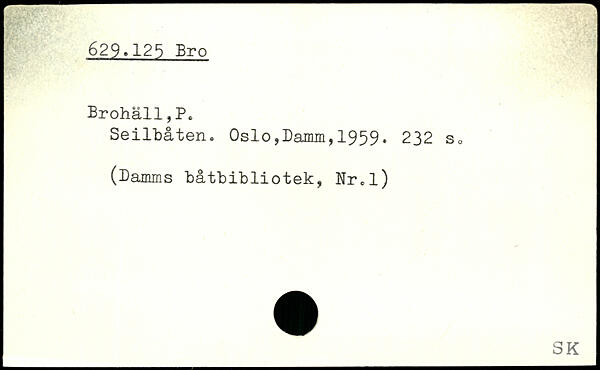 629.125 Bro
Brohäll,P.
Seilbåten. Oslo,Damm,1959. 232 s.
(Damms båtbibliotek, Nr.1)
SK